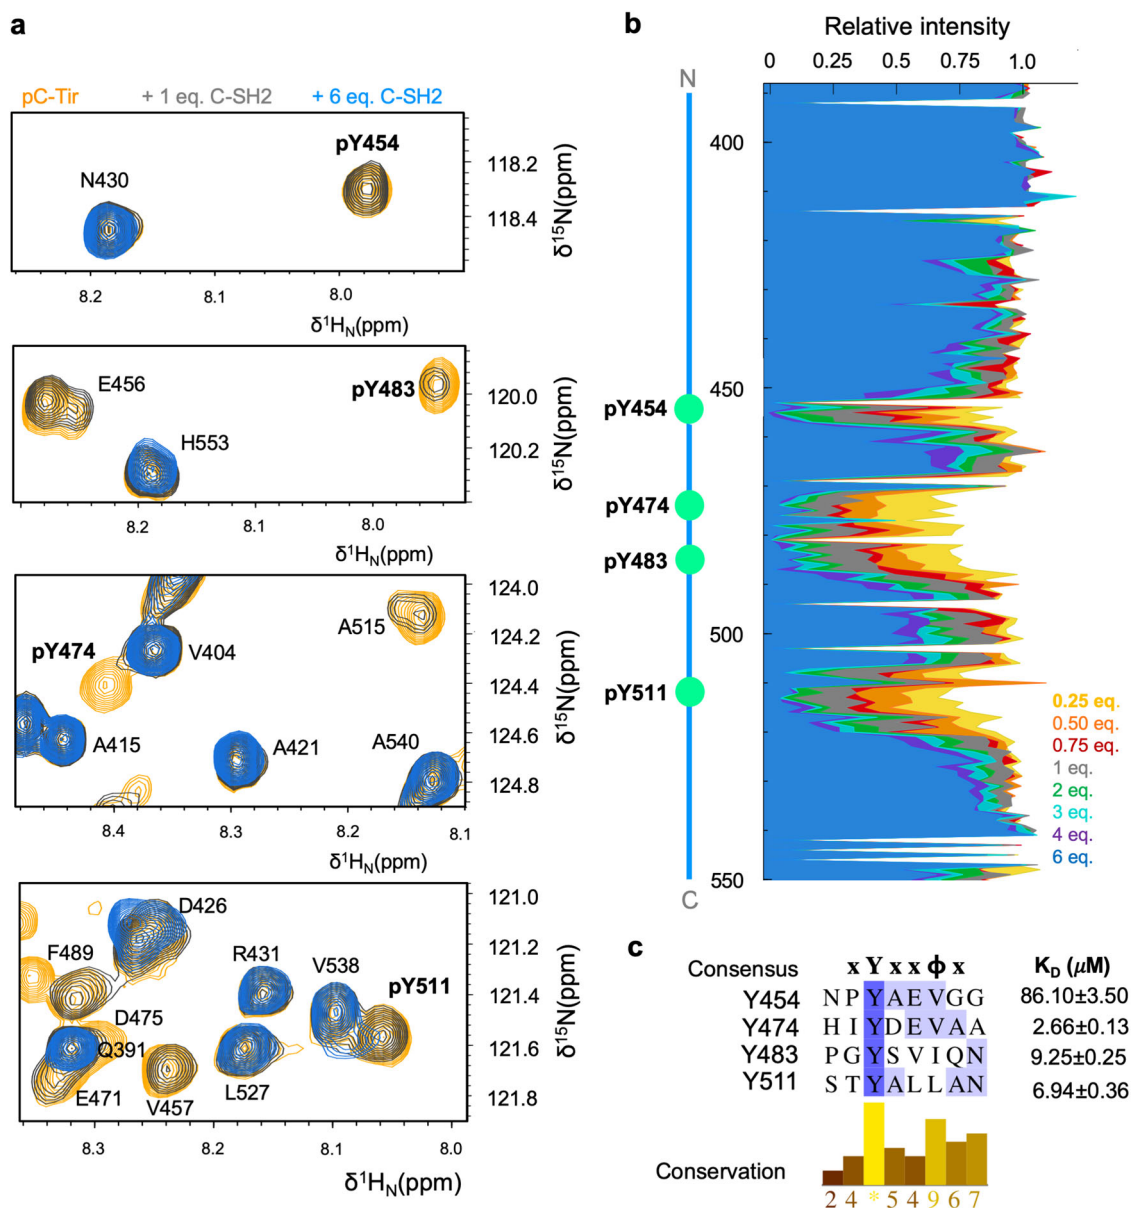 a
pC-Tir + 1 eq. C-SH2 + 6 eq. C-SH2
pY454
N430
118.2
118.4
δ¹⁵N(ppm)
8.2 8.1 8.0
δ¹H_N(ppm)
E456
pY483
H553
120.0
120.2
δ¹⁵N(ppm)
8.2 8.1 8.0
δ¹H_N(ppm)
pY474
V404
A515
A415
A421
A540
124.0
124.2
124.4
124.6
124.8
δ¹⁵N(ppm)
8.4 8.3 8.2 8.1
δ¹H_N(ppm)
D426
F489
R431
V538
pY511
D475
Q391
E471
V457
L527
121.0
121.2
121.4
121.6
121.8
δ¹⁵N(ppm)
8.3 8.2 8.1 8.0
δ¹H_N(ppm)
b
Relative intensity
0 0.25 0.5 0.75 1.0
N
400
450
pY454
pY474
pY483
500
pY511
550
C
0.25 eq.
0.50 eq.
0.75 eq.
1 eq.
2 eq.
3 eq.
4 eq.
6 eq.
c
Consensus x Y x x ϕ x K_D (μM)
Y454 N P Y A E V G G 86.10±3.50
Y474 H I Y D E V A A 2.66±0.13
Y483 P G Y S V I Q N 9.25±0.25
Y511 S T Y A L L A N 6.94±0.36
Conservation
2 4 * 5 4 9 6 7